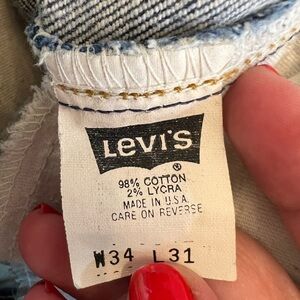 Levi's
®
98% COTTON
2% LYCRA
MADE IN U.S.A.
CARE ON REVERSE
W34 L31